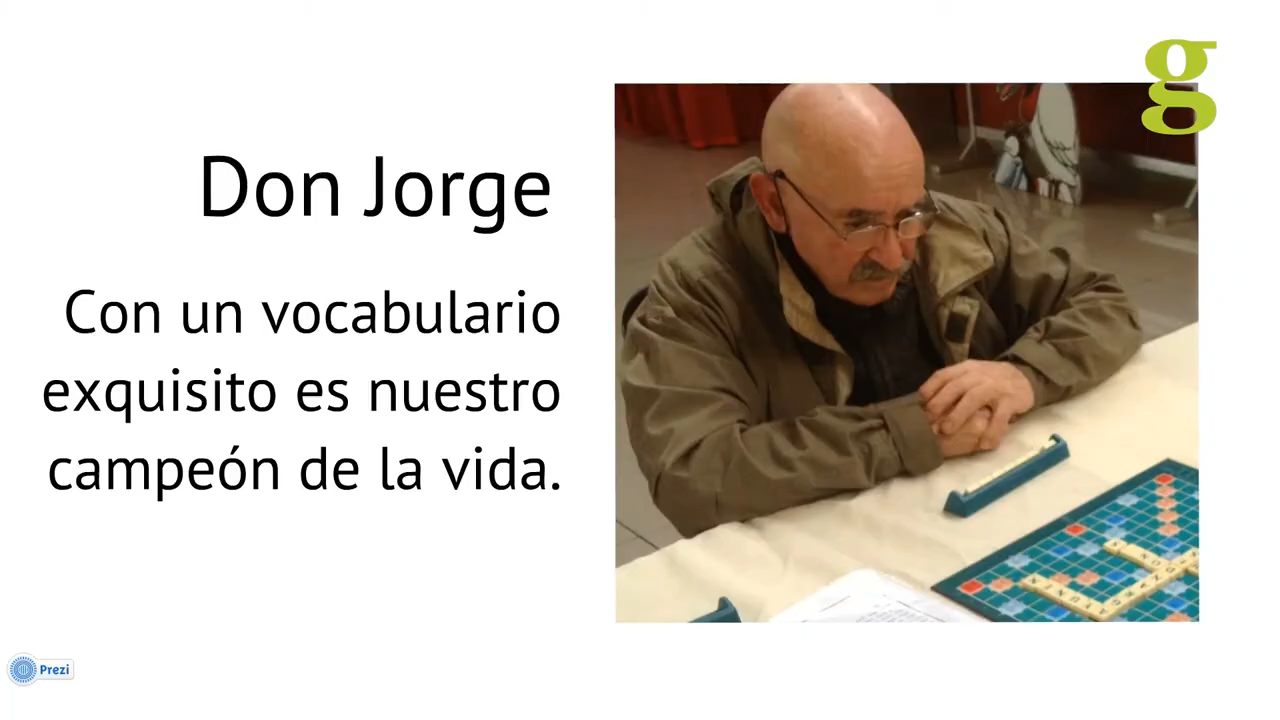 g
Don Jorge
Con un vocabulario
exquisito es nuestro
campeón de la vida.
Prezi